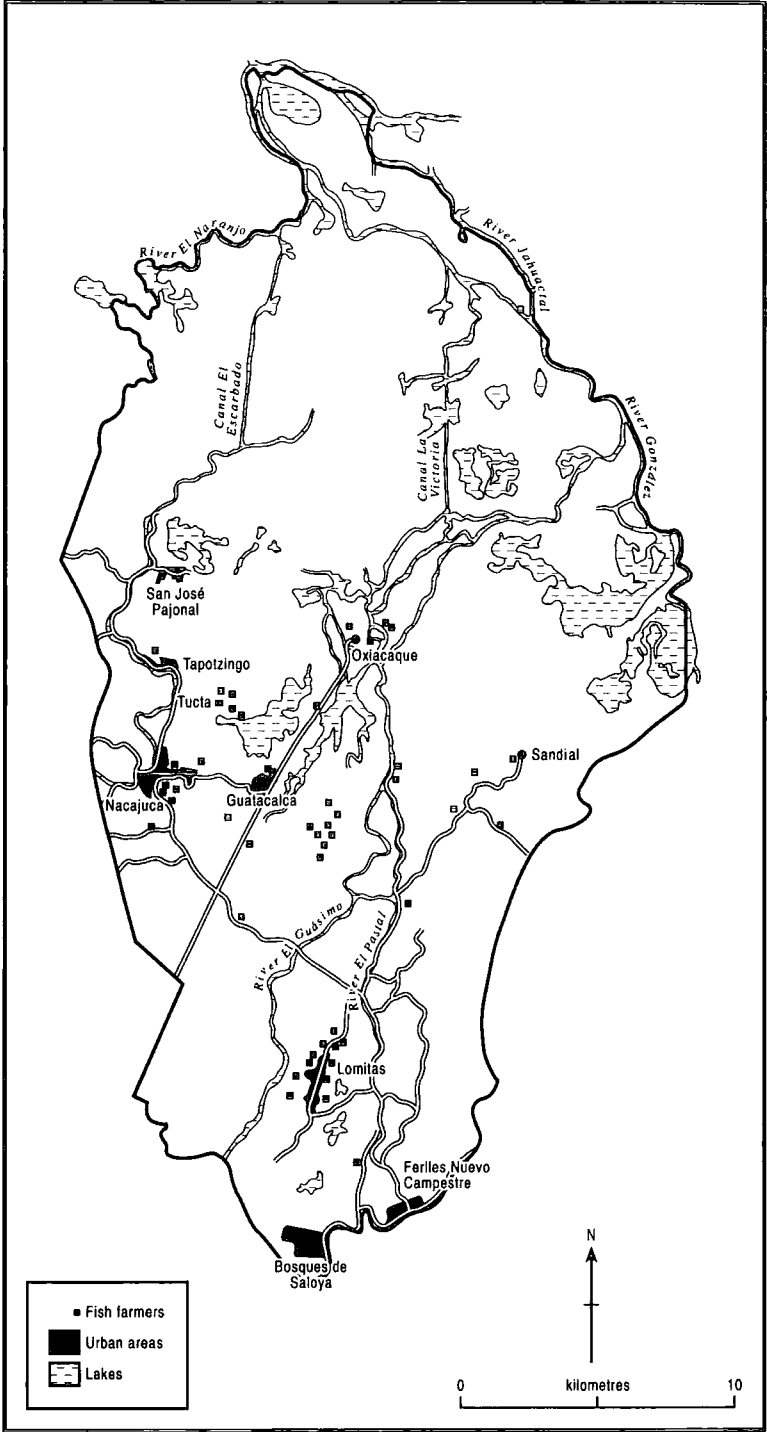 River El Naranjo
River Jahuactal
Canal El
Escarbado
River González
Canal La
Victoria
San José
Pajonal
Oxiacaque
Tapotzingo
Tucta
Sandial
Nacajuca
Guatacalca
River El Guásimo
River El Pastal
Lomitas
Ferlles Nuevo
Campestre
Bosques de
Saloya
N
Fish farmers
Urban areas
Lakes
0 kilometres 10